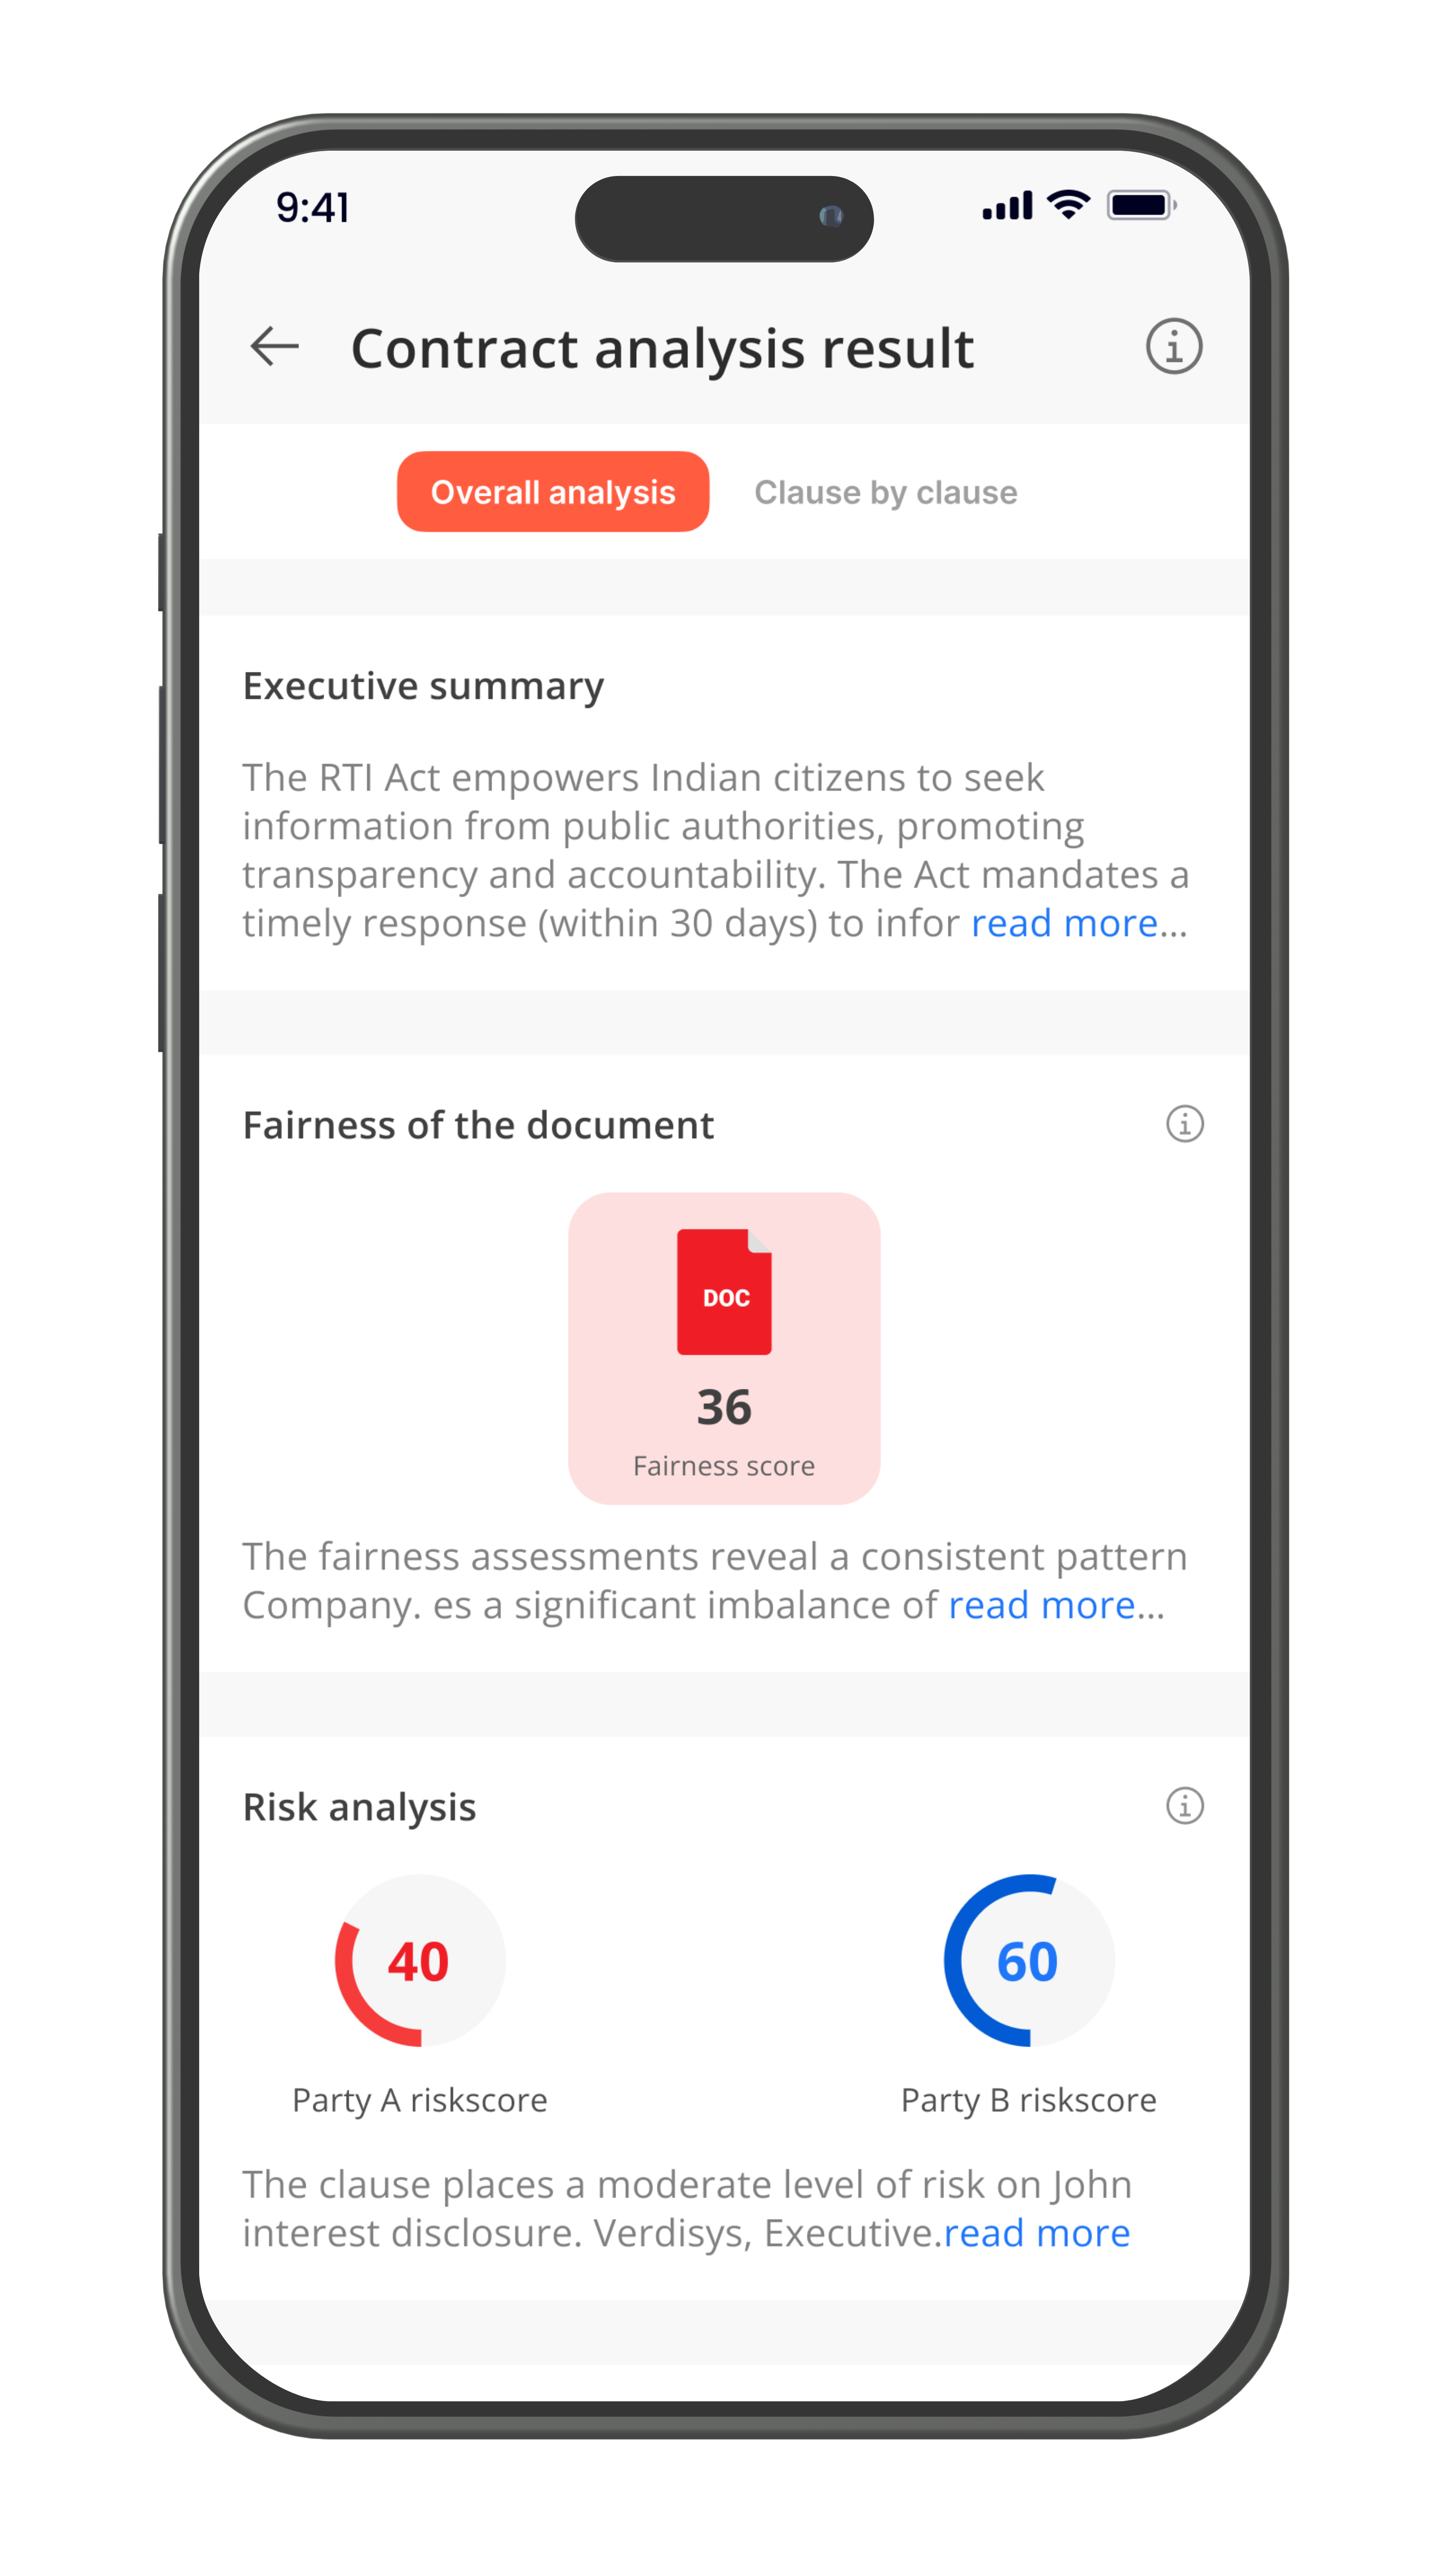 9:41
Contract analysis result
Overall analysis
Clause by clause
Executive summary
The RTI Act empowers Indian citizens to seek
information from public authorities, promoting
transparency and accountability. The Act mandates a
timely response (within 30 days) to infor read more...
Fairness of the document
DOC
36
Fairness score
The fairness assessments reveal a consistent pattern
Company. es a significant imbalance of read more...
Risk analysis
40
60
Party A riskscore
Party B riskscore
The clause places a moderate level of risk on John
interest disclosure. Verdisys, Executive.read more